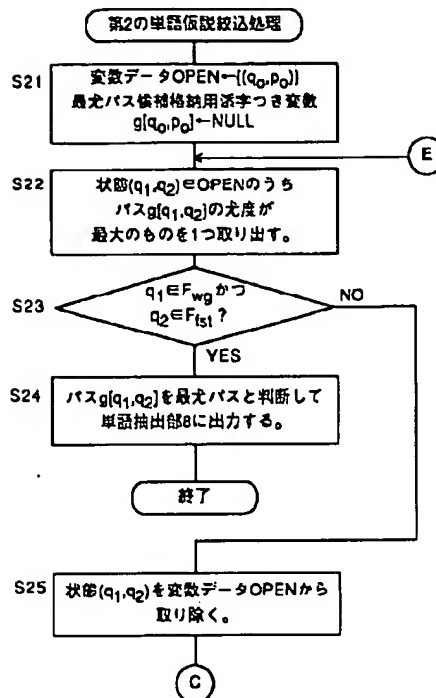 第2の単語仮説絞込処理
S21
変数データOPEN←{(q₀,p₀)}
最尤パス候補格納用添字つき変数
g[q₀,p₀]←NULL
E
S22
状態(q₁,q₂)∈OPENのうち
パスg[q₁,q₂]の尤度が
最大のものを1つ取り出す。
S23
q₁∈F_wgかつ
q₂∈F_fst?
NO
YES
S24
パスg[q₁,q₂]を最尤パスと判断して
単語抽出部8に出力する。
終了
S25
状態(q₁,q₂)を変数データOPENから
取り除く。
C